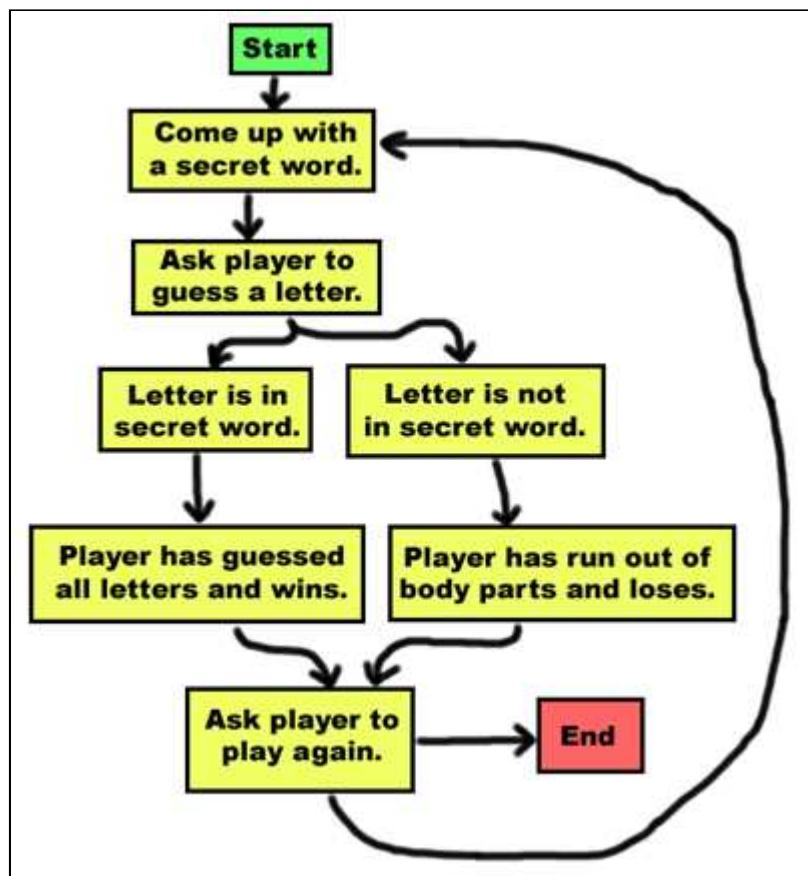 Start
Come up with
a secret word.
Ask player to
guess a letter.
Letter is in
secret word.
Letter is not
in secret word.
Player has guessed
all letters and wins.
Player has run out of
body parts and loses.
Ask player to
play again.
End